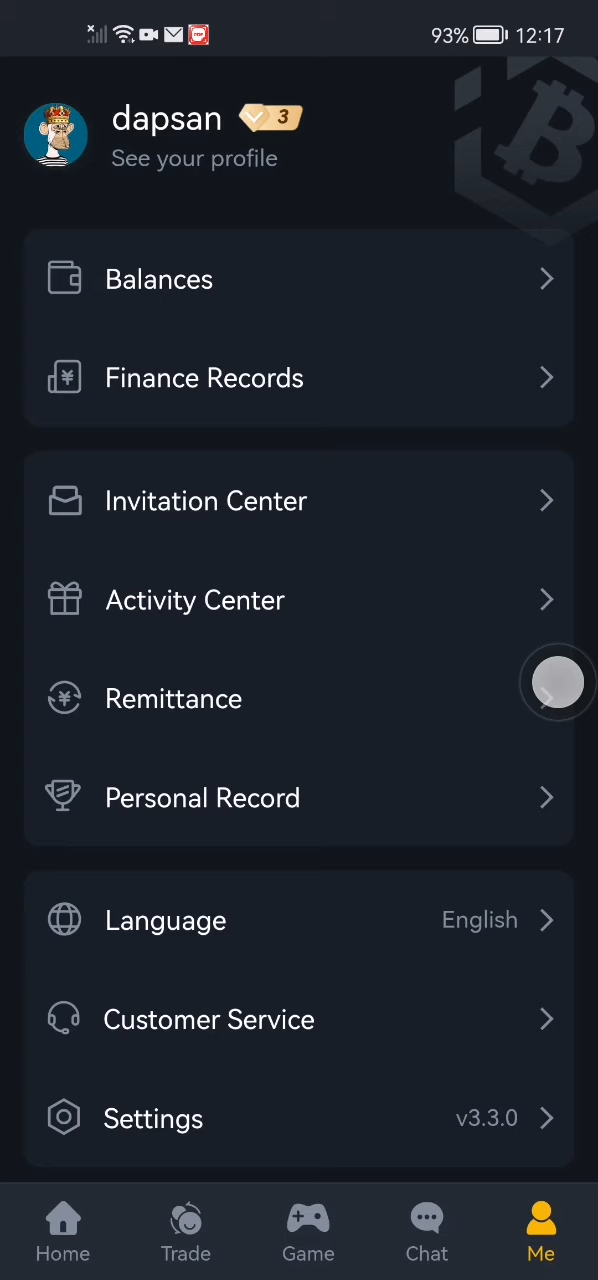 93% 12:17
dapsan 3
See your profile
Balances
Finance Records
Invitation Center
Activity Center
Remittance
Personal Record
Language English
Customer Service
Settings v3.3.0
Home Trade Game Chat Me